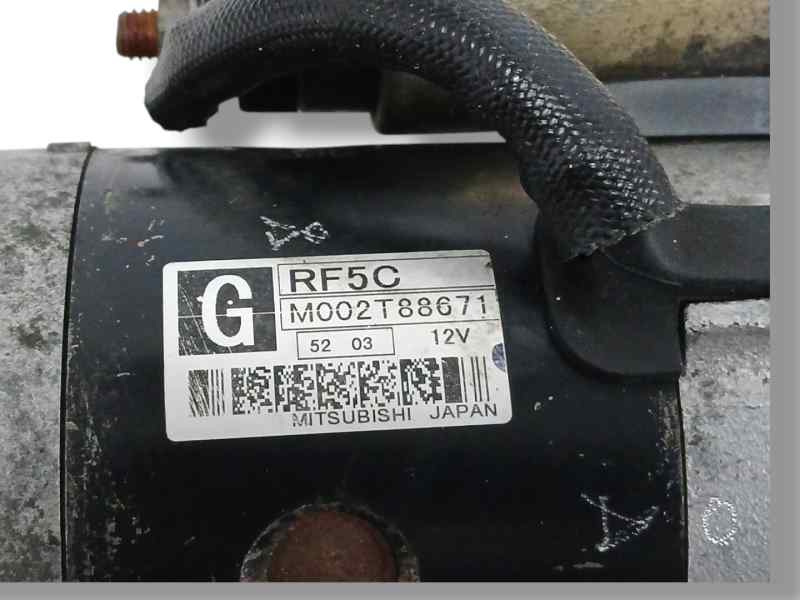 G
RF5C
M002T88671
52 03
12V
MITSUBISHI JAPAN